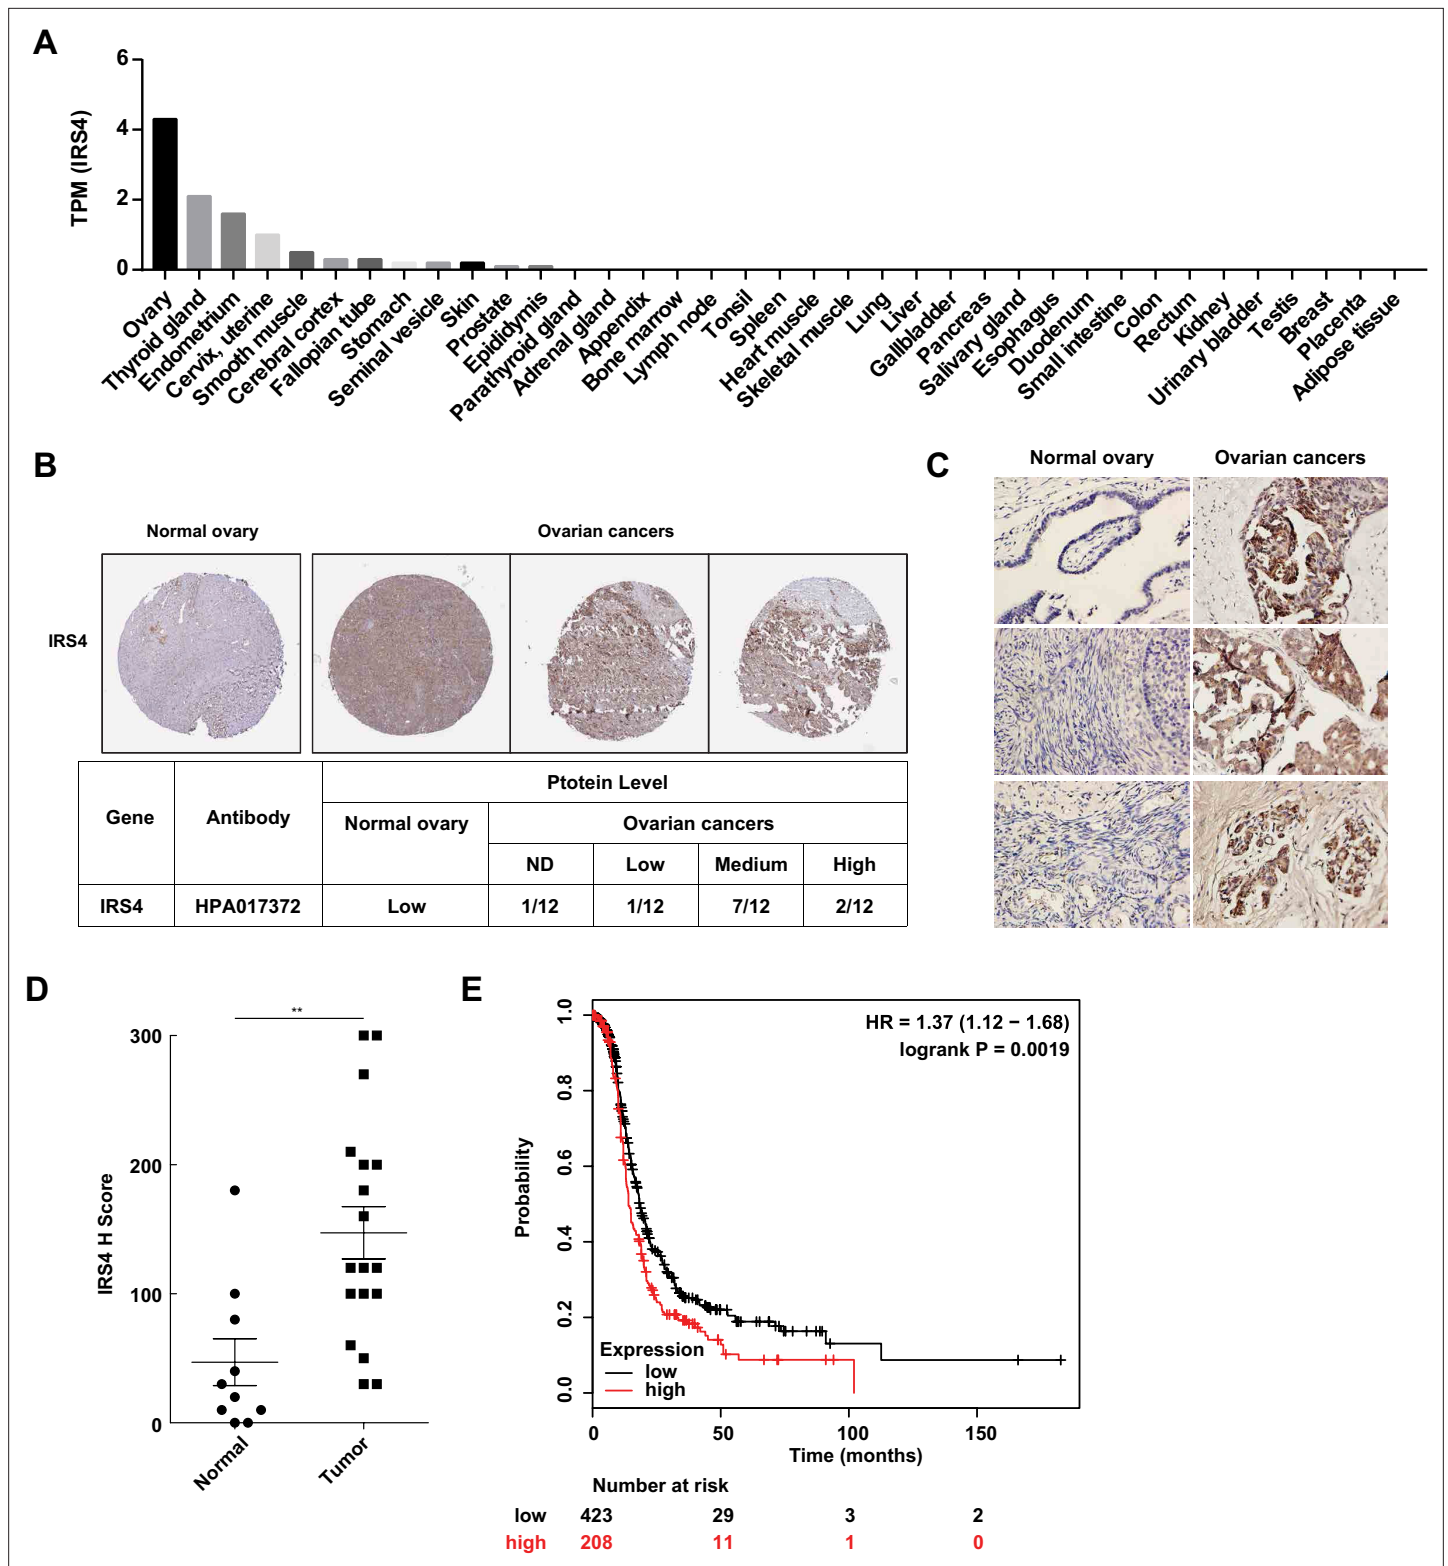 A
6
4
2
0
TPM (IRS4)
Ovary
Thyroid gland
Endometrium
Cervix, uterine
Smooth muscle
Cerebral cortex
Fallopian tube
Stomach
Seminal vesicle
Skin
Prostate
Epididymis
Parathyroid gland
Adrenal gland
Appendix
Bone marrow
Lymph node
Tonsil
Spleen
Heart muscle
Skeletal muscle
Lung
Liver
Gallbladder
Pancreas
Salivary gland
Esophagus
Duodenum
Small intestine
Colon
Rectum
Kidney
Urinary bladder
Testis
Breast
Placenta
Adipose tissue
B
Normal ovary
Ovarian cancers
IRS4
Gene
Antibody
Ptotein Level
Normal ovary
Ovarian cancers
ND
Low
Medium
High
IRS4
HPA017372
Low
1/12
1/12
7/12
2/12
C
Normal ovary
Ovarian cancers
D
**
300
200
100
0
IRS4 H Score
Normal
Tumor
E
HR = 1.37 (1.12 − 1.68)
logrank P = 0.0019
1.0
0.8
0.6
0.4
0.2
0.0
Probability
Expression
low
high
0
50
100
150
Time (months)
Number at risk
low 423 29 3 2
high 208 11 1 0